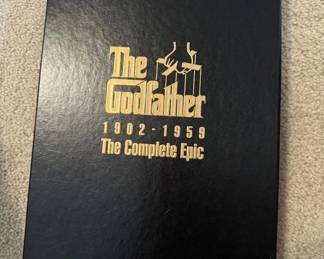 The
Godfather
1902-1959
The Complete Epic